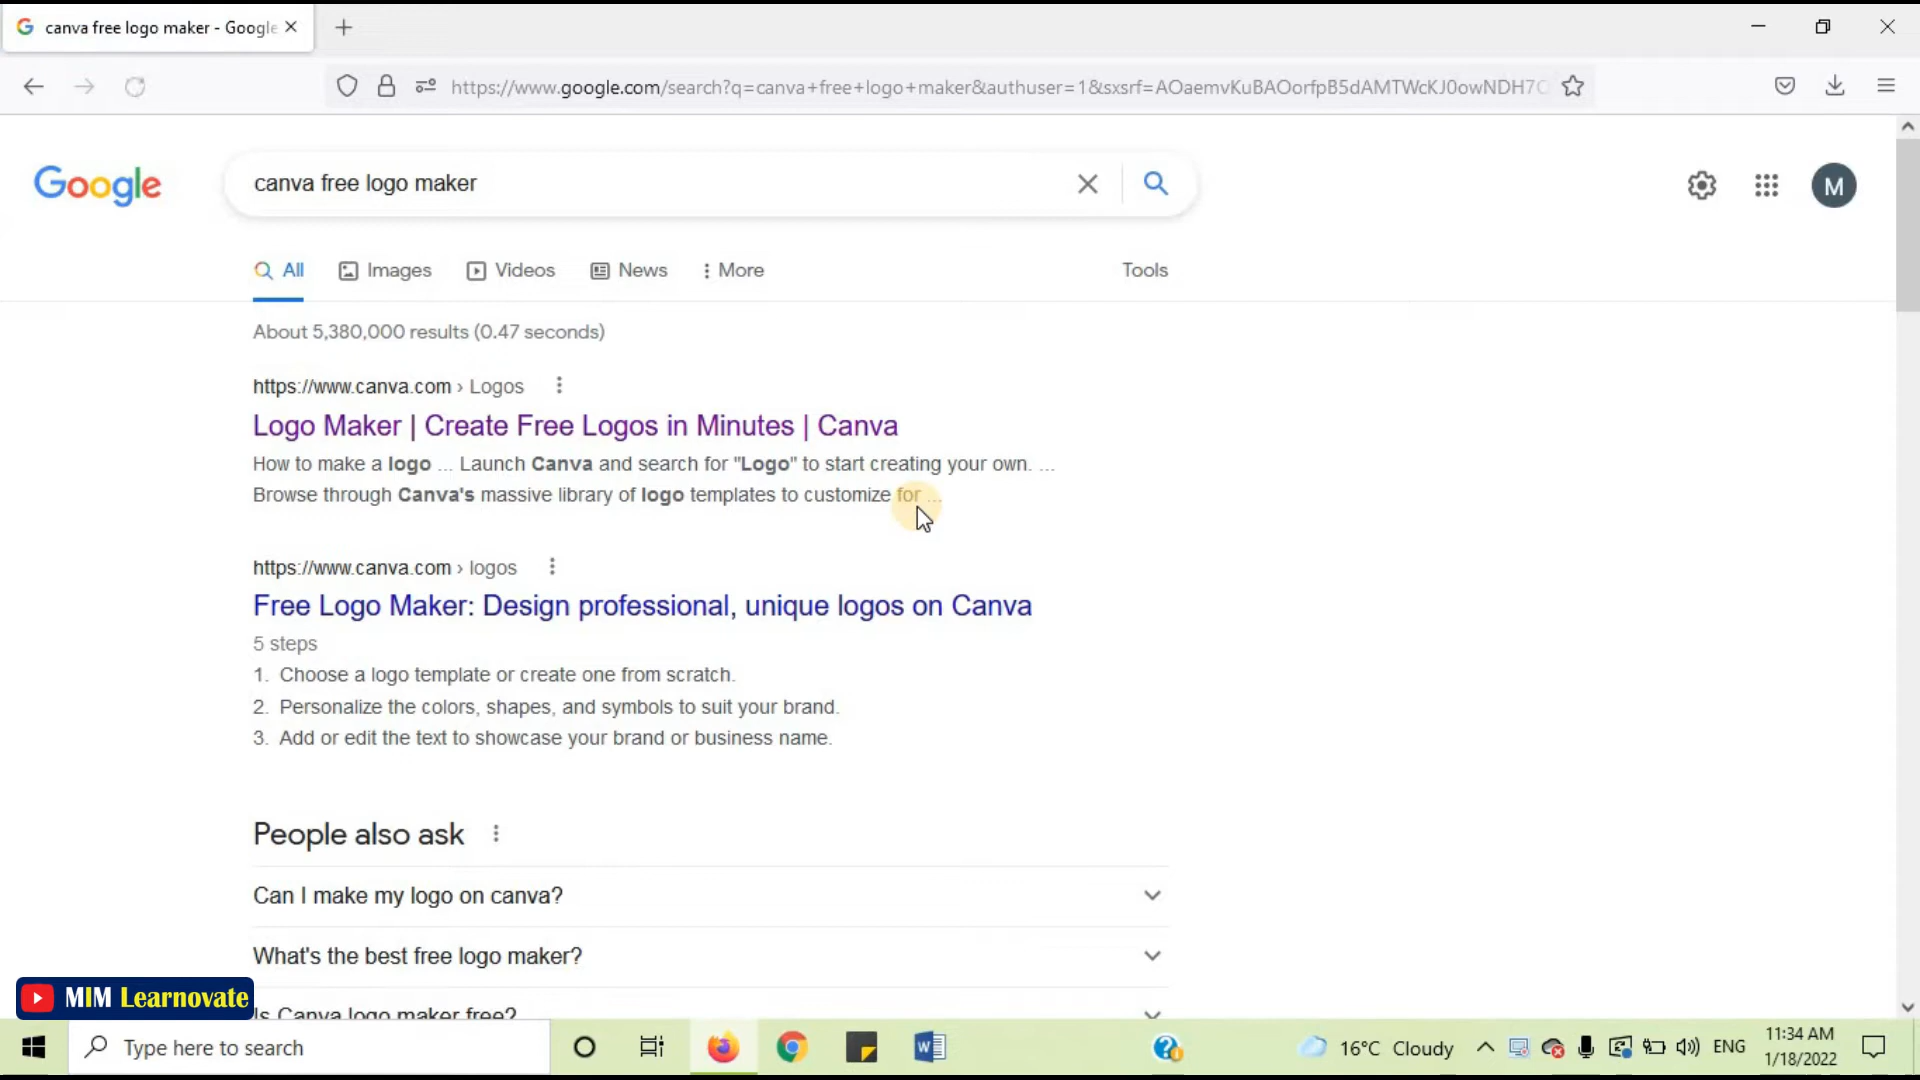 canva free logo maker - Google
https://www.google.com/search?q=canva+free+logo+maker&authuser=1&sxsrf=AOaemvKuBAOorfpB5dAMTWcKJ0owNDH7C
Google
canva free logo maker
M
All
Images
Videos
News
More
Tools
About 5,380,000 results (0.47 seconds)
https://www.canva.com › Logos
Logo Maker | Create Free Logos in Minutes | Canva
How to make a logo ... Launch Canva and search for "Logo" to start creating your own. ...
Browse through Canva's massive library of logo templates to customize for ...
https://www.canva.com › logos
Free Logo Maker: Design professional, unique logos on Canva
5 steps
1. Choose a logo template or create one from scratch.
2. Personalize the colors, shapes, and symbols to suit your brand.
3. Add or edit the text to showcase your brand or business name.
People also ask
Can I make my logo on canva?
What's the best free logo maker?
Is Canva logo maker free?
MIM Learnovate
Type here to search
16°C Cloudy
ENG
11:34 AM
1/18/2022